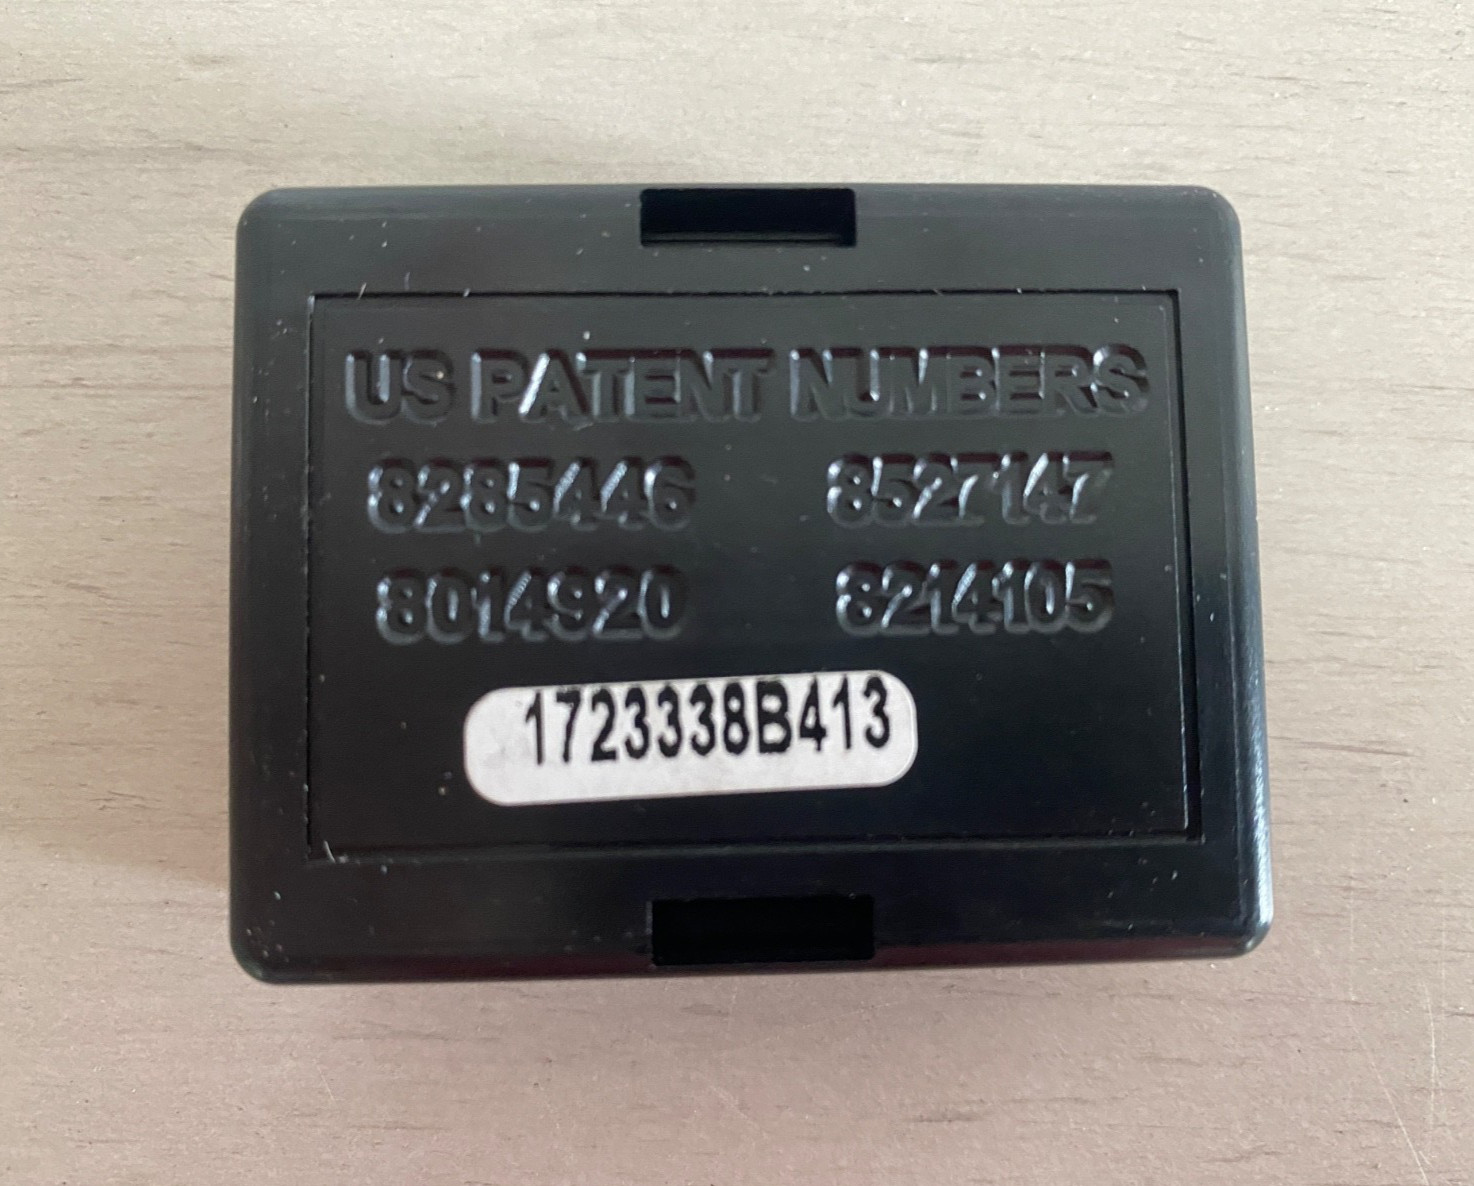 US PATENT NUMBERS
8285446 8527147
8014920 8214105
1723338B413